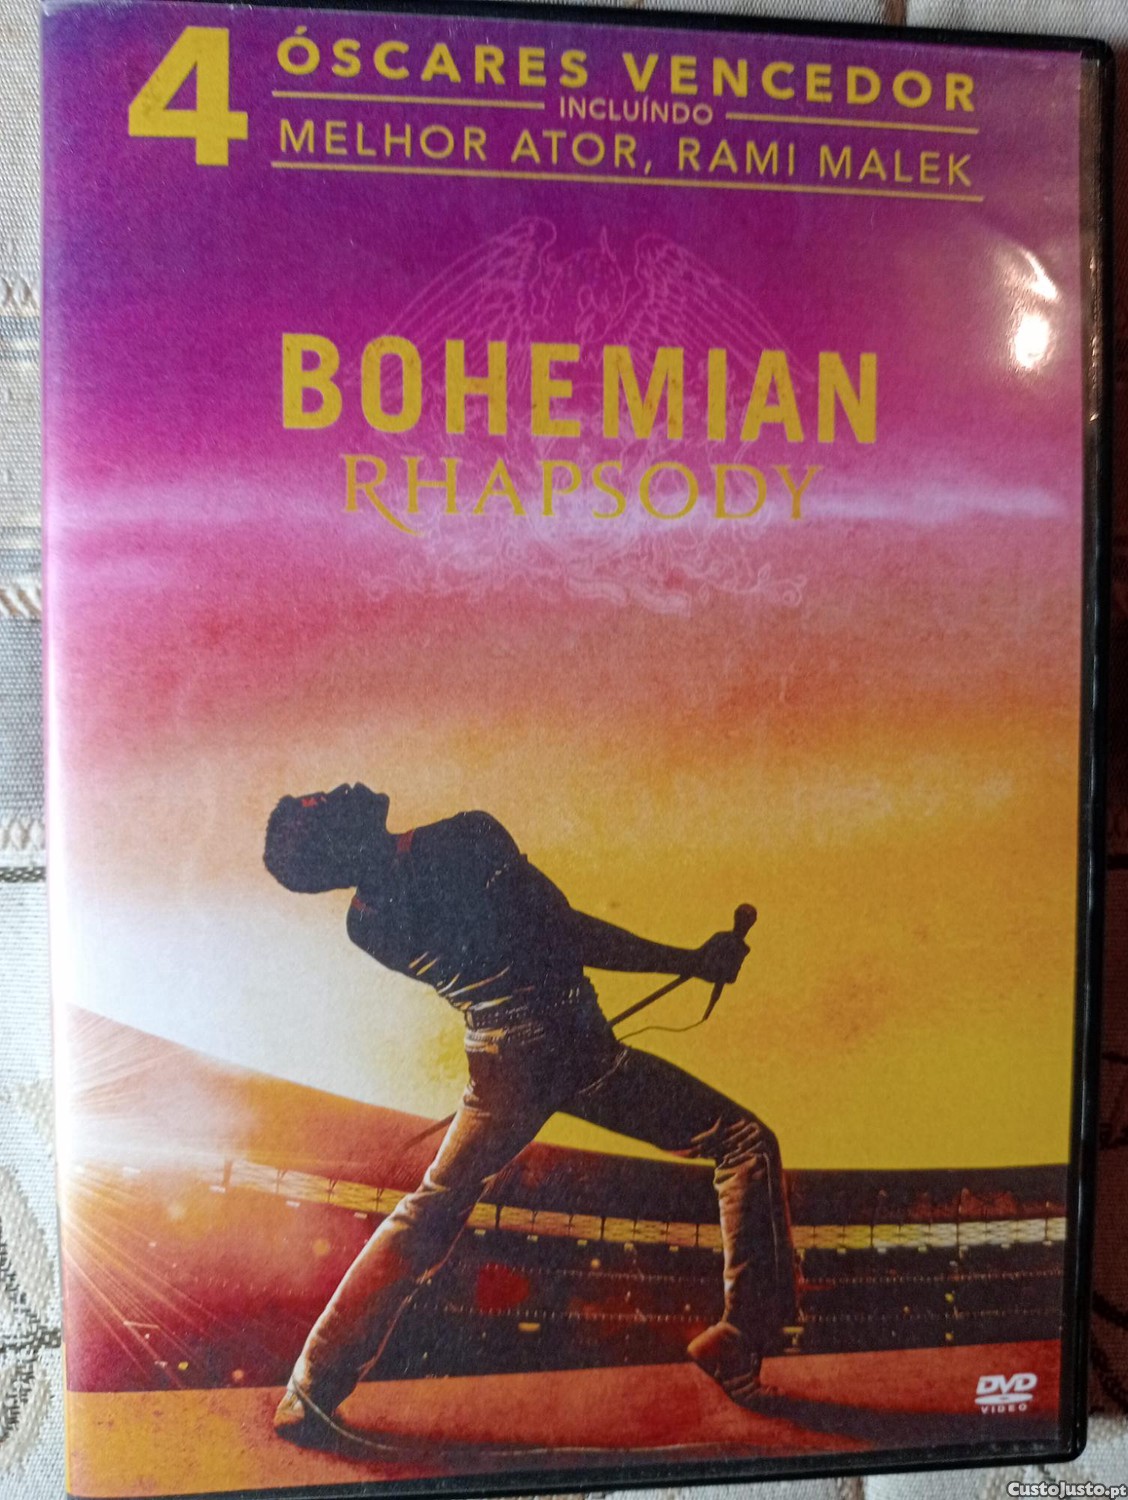 4 ÓSCARES VENCEDOR
INCLUÍNDO
MELHOR ATOR, RAMI MALEK
BOHEMIAN
RHAPSODY
DVD
VIDEO
CustoJusto.pt